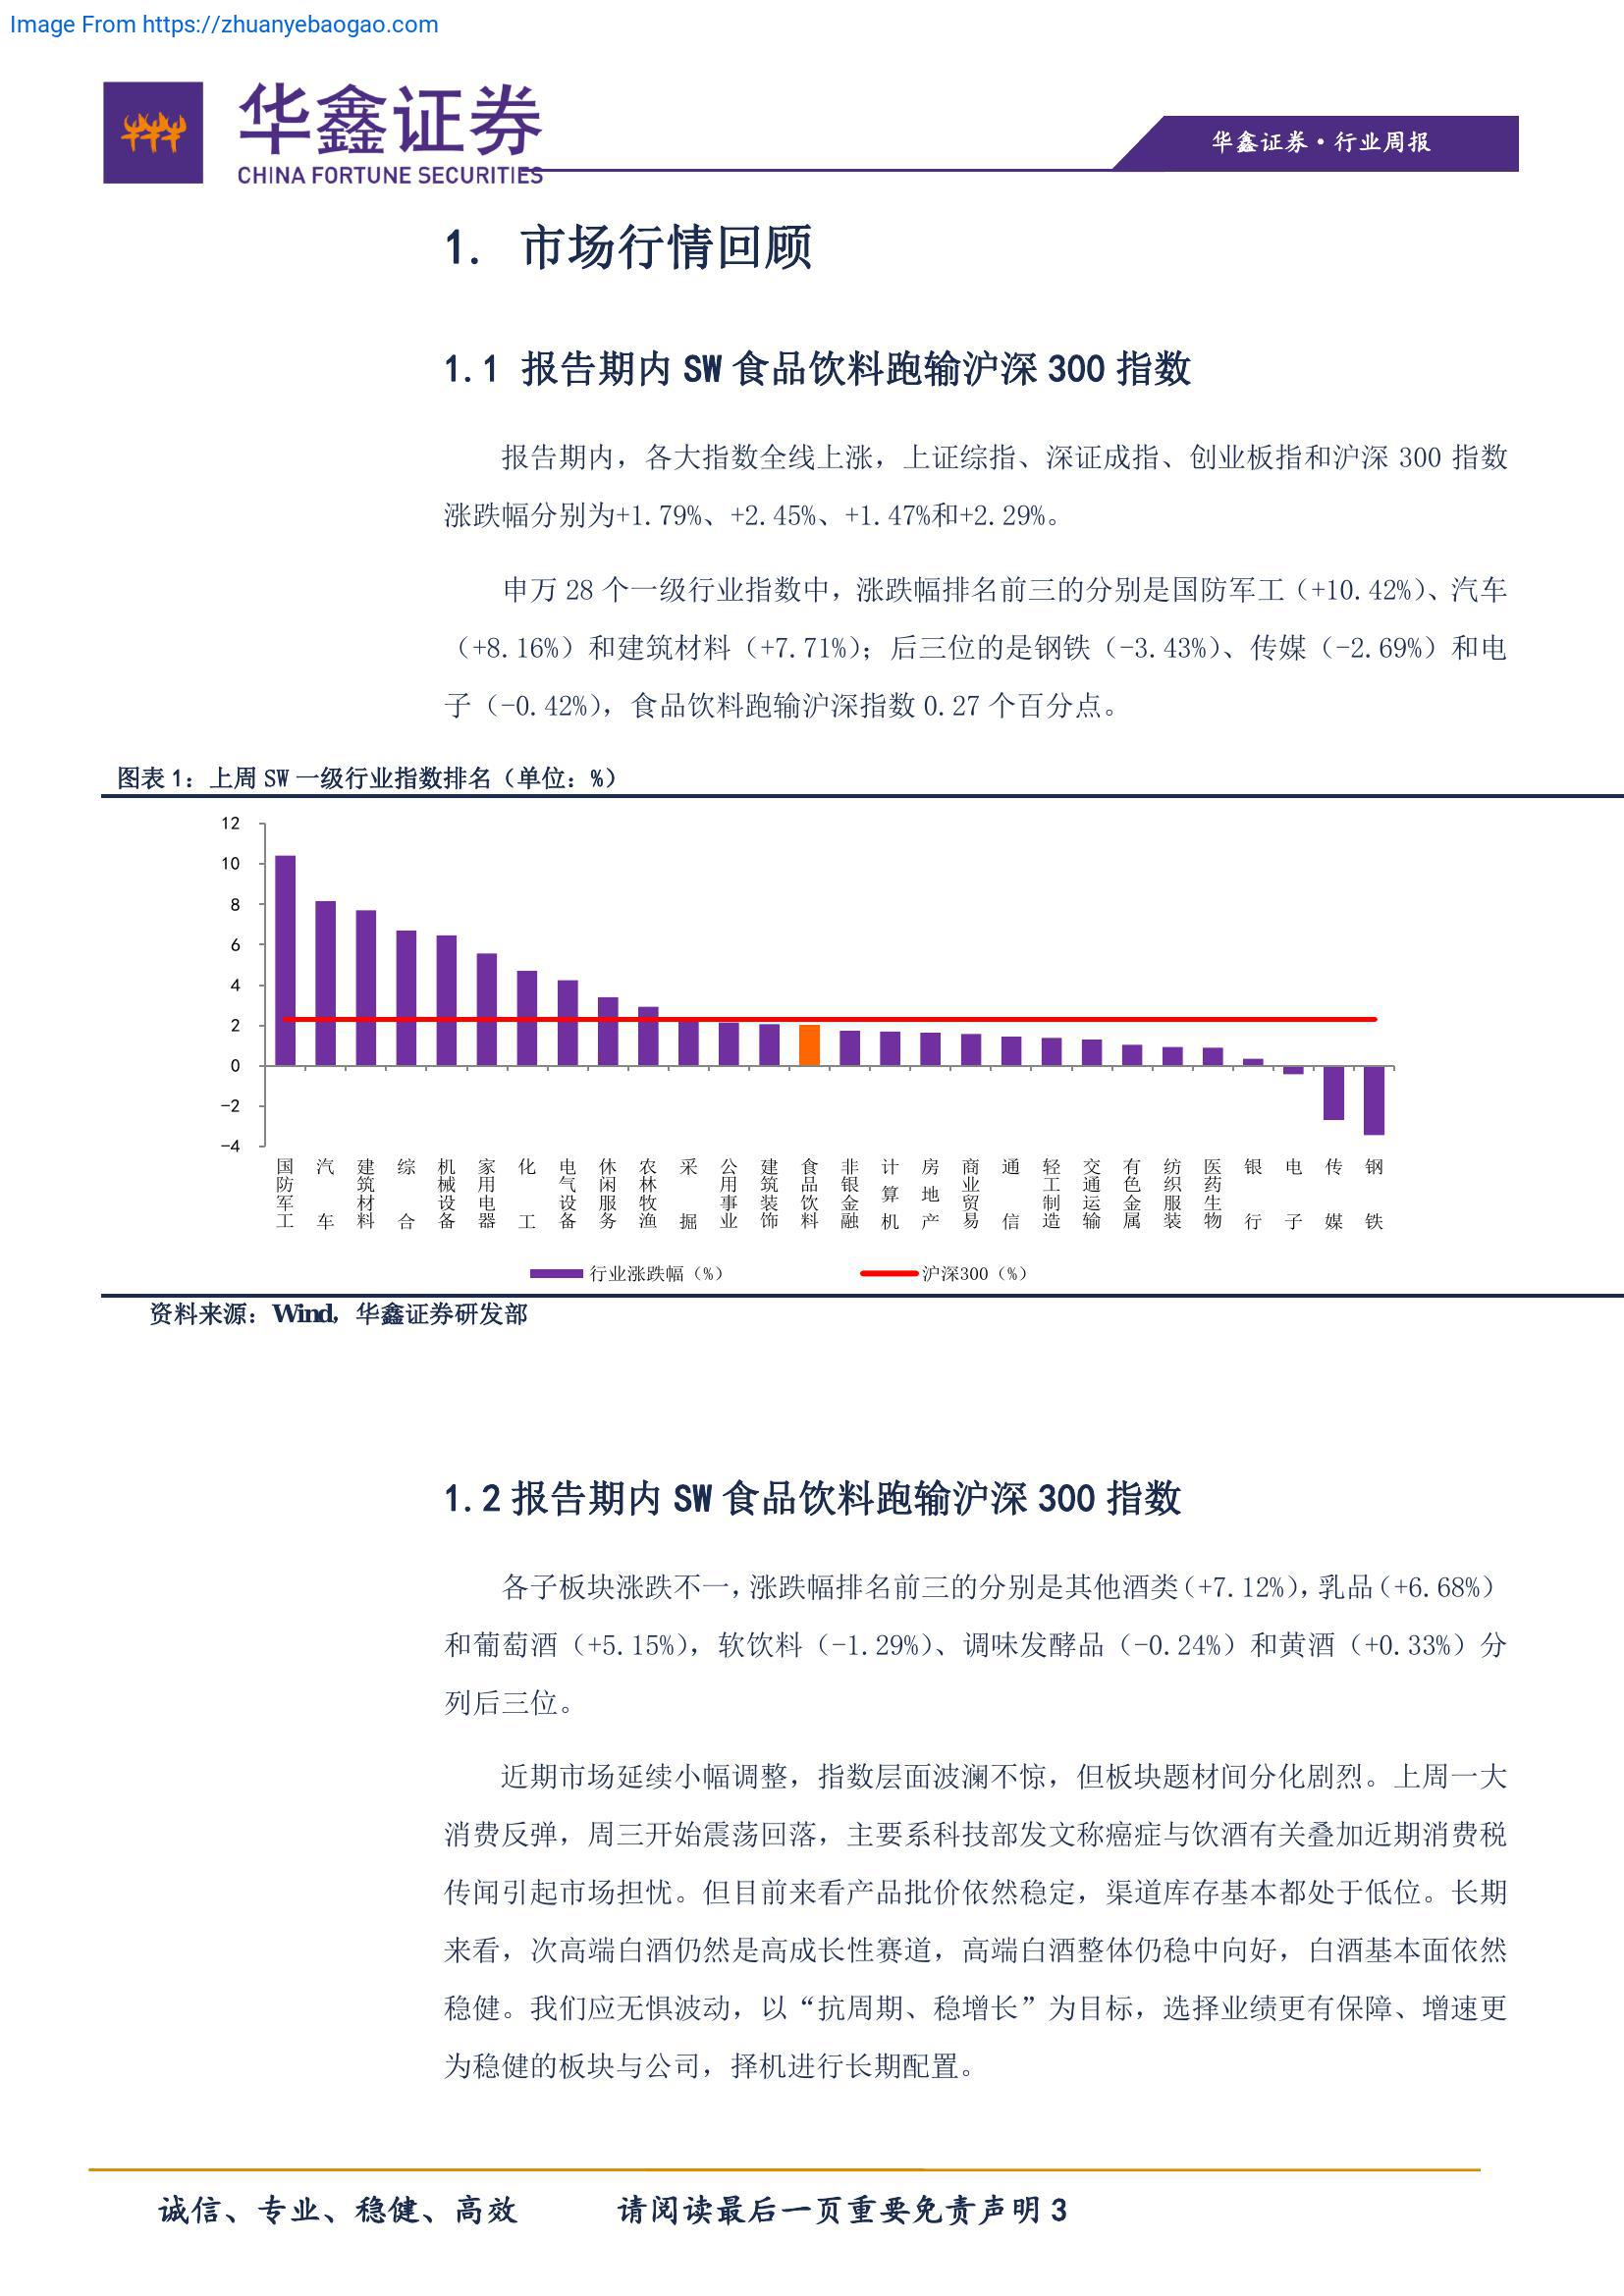 Image From https://zhuanyebaogao.com
华鑫证券
CHINA FORTUNE SECURITIES
华鑫证券·行业周报
1. 市场行情回顾
1.1 报告期内 SW 食品饮料跑输沪深 300 指数
报告期内，各大指数全线上涨，上证综指、深证成指、创业板指和沪深 300 指数
涨跌幅分别为+1.79%、+2.45%、+1.47%和+2.29%。
申万 28 个一级行业指数中，涨跌幅排名前三的分别是国防军工（+10.42%）、汽车
（+8.16%）和建筑材料（+7.71%）；后三位的是钢铁（-3.43%）、传媒（-2.69%）和电
子（-0.42%），食品饮料跑输沪深指数 0.27 个百分点。
图表 1：上周 SW 一级行业指数排名（单位：%）
12
10
8
6
4
2
0
-2
-4
国防军工
汽车
建筑材料
综合
机械设备
家用电器
化工
电气设备
休闲服务
农林牧渔
采掘
公用事业
建筑装饰
食品饮料
非银金融
计算机
房地产
商业贸易
通信
轻工制造
交通运输
有色金属
纺织服装
医药生物
银行
电子
传媒
钢铁
行业涨跌幅（%）
沪深300（%）
资料来源：Wind，华鑫证券研发部
1.2 报告期内 SW 食品饮料跑输沪深 300 指数
各子板块涨跌不一，涨跌幅排名前三的分别是其他酒类（+7.12%），乳品（+6.68%）
和葡萄酒（+5.15%），软饮料（-1.29%）、调味发酵品（-0.24%）和黄酒（+0.33%）分
列后三位。
近期市场延续小幅调整，指数层面波澜不惊，但板块题材间分化剧烈。上周一大
消费反弹，周三开始震荡回落，主要系科技部发文称癌症与饮酒有关叠加近期消费税
传闻引起市场担忧。但目前来看产品批价依然稳定，渠道库存基本都处于低位。长期
来看，次高端白酒仍然是高成长性赛道，高端白酒整体仍稳中向好，白酒基本面依然
稳健。我们应无惧波动，以“抗周期、稳增长”为目标，选择业绩更有保障、增速更
为稳健的板块与公司，择机进行长期配置。
诚信、专业、稳健、高效
请阅读最后一页重要免责声明 3